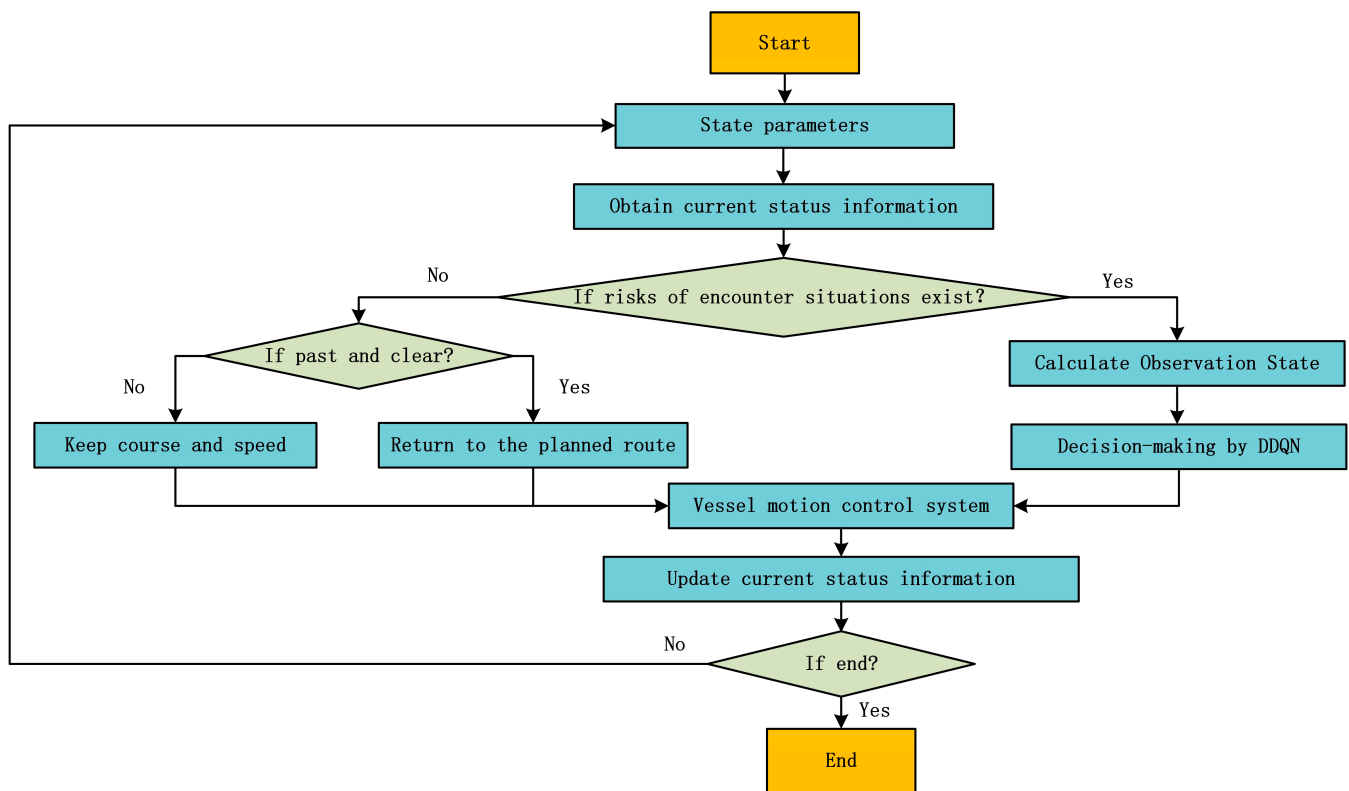 Start
State parameters
Obtain current status information
No
Yes
If risks of encounter situations exist?
If past and clear?
Calculate Observation State
No
Yes
Keep course and speed
Return to the planned route
Decision-making by DDQN
Vessel motion control system
Update current status information
No
If end?
Yes
End